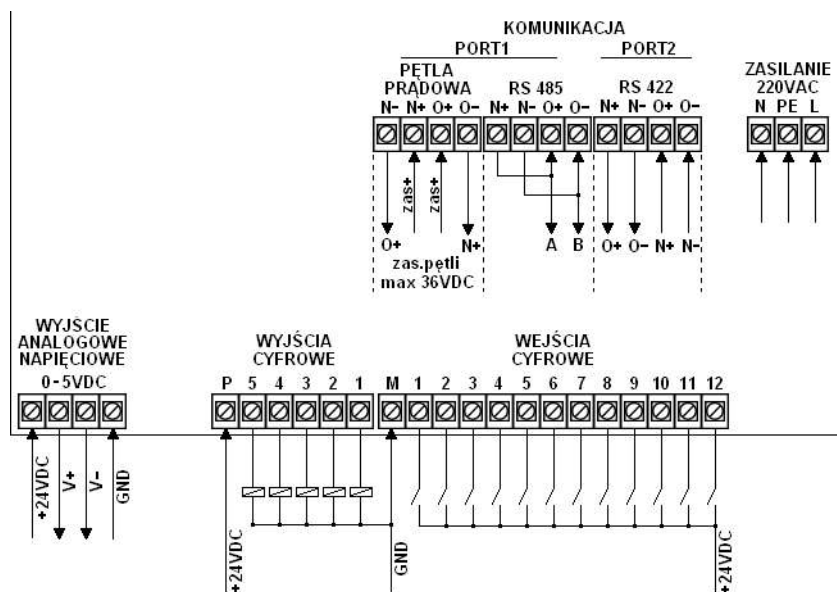 KOMUNIKACJA
PORT1 PORT2
PĘTLA
PRĄDOWA RS 485 RS 422
N- N+ O+ O- N+ N- O+ O- N+ N- O+ O-
ZASILANIE
220VAC
N PE L
zas+ zas+
O+ N+ A B O+ O- N+ N-
zas.pętli
max 36VDC
WYJŚCIE
ANALOGOWE
NAPIĘCIOWE
0-5VDC
WYJŚCIA
CYFROWE
P 5 4 3 2 1
WEJŚCIA
CYFROWE
M 1 2 3 4 5 6 7 8 9 10 11 12
+24VDC V+ V- GND
+24VDC GND +24VDC